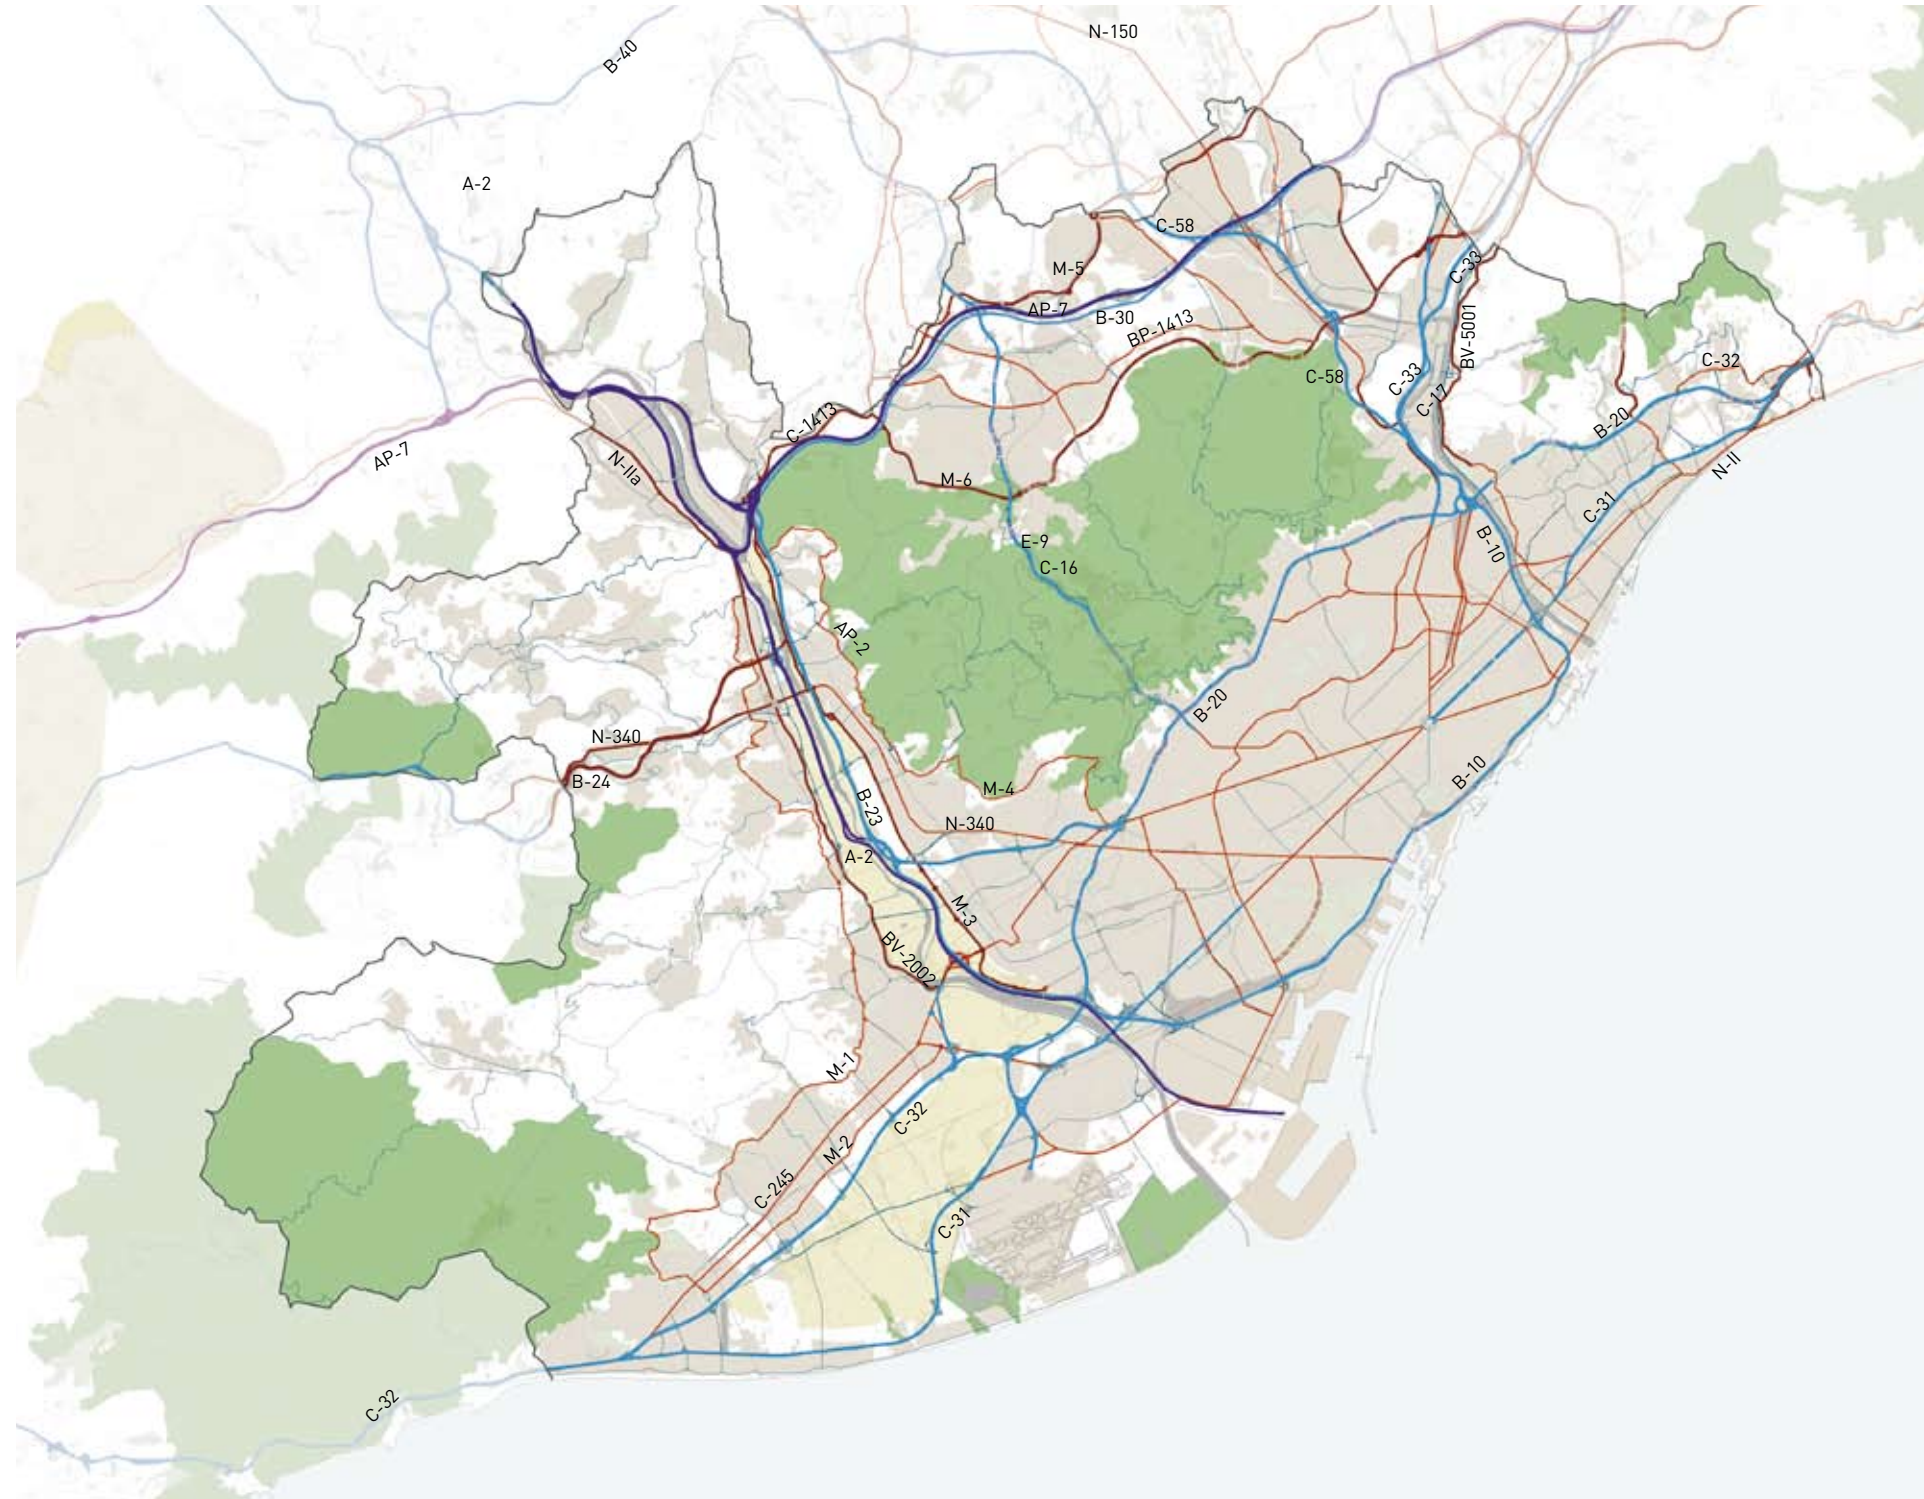 N-150
B-40
A-2
C-58
C-33
M-5
AP-7
B-30
BP-1413
BV-5001
C-32
C-58
C-33
C-17
C-1413
B-20
AP-7
N-IIa
N-II
M-6
C-31
E-9
B-10
C-16
AP-2
B-20
N-340
B-24
B-10
M-4
B-23
N-340
A-2
M-3
BV-2002
M-1
C-32
M-2
C-245
C-31
C-32